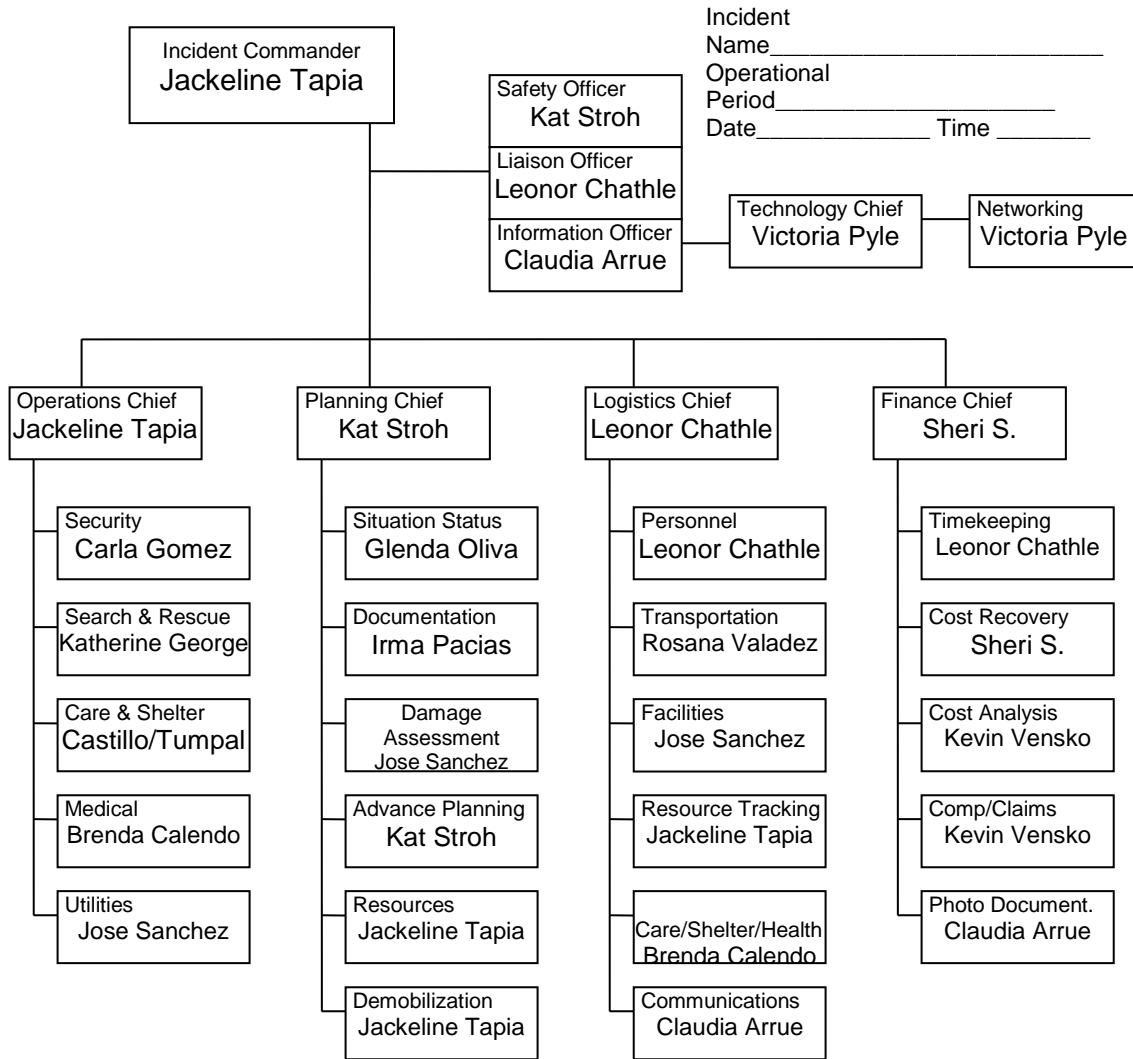 Incident Commander
Jackeline Tapia
Incident
Name_________________________
Operational
Period_____________________
Date_____________ Time _______
Safety Officer
Kat Stroh
Liaison Officer
Leonor Chathle
Information Officer
Claudia Arrue
Technology Chief
Victoria Pyle
Networking
Victoria Pyle
Operations Chief
Jackeline Tapia
Planning Chief
Kat Stroh
Logistics Chief
Leonor Chathle
Finance Chief
Sheri S.
Security
Carla Gomez
Search & Rescue
Katherine George
Care & Shelter
Castillo/Tumpal
Medical
Brenda Calendo
Utilities
Jose Sanchez
Situation Status
Glenda Oliva
Documentation
Irma Pacias
Damage
Assessment
Jose Sanchez
Advance Planning
Kat Stroh
Resources
Jackeline Tapia
Demobilization
Jackeline Tapia
Personnel
Leonor Chathle
Transportation
Rosana Valadez
Facilities
Jose Sanchez
Resource Tracking
Jackeline Tapia
Care/Shelter/Health
Brenda Calendo
Communications
Claudia Arrue
Timekeeping
Leonor Chathle
Cost Recovery
Sheri S.
Cost Analysis
Kevin Vensko
Comp/Claims
Kevin Vensko
Photo Document.
Claudia Arrue